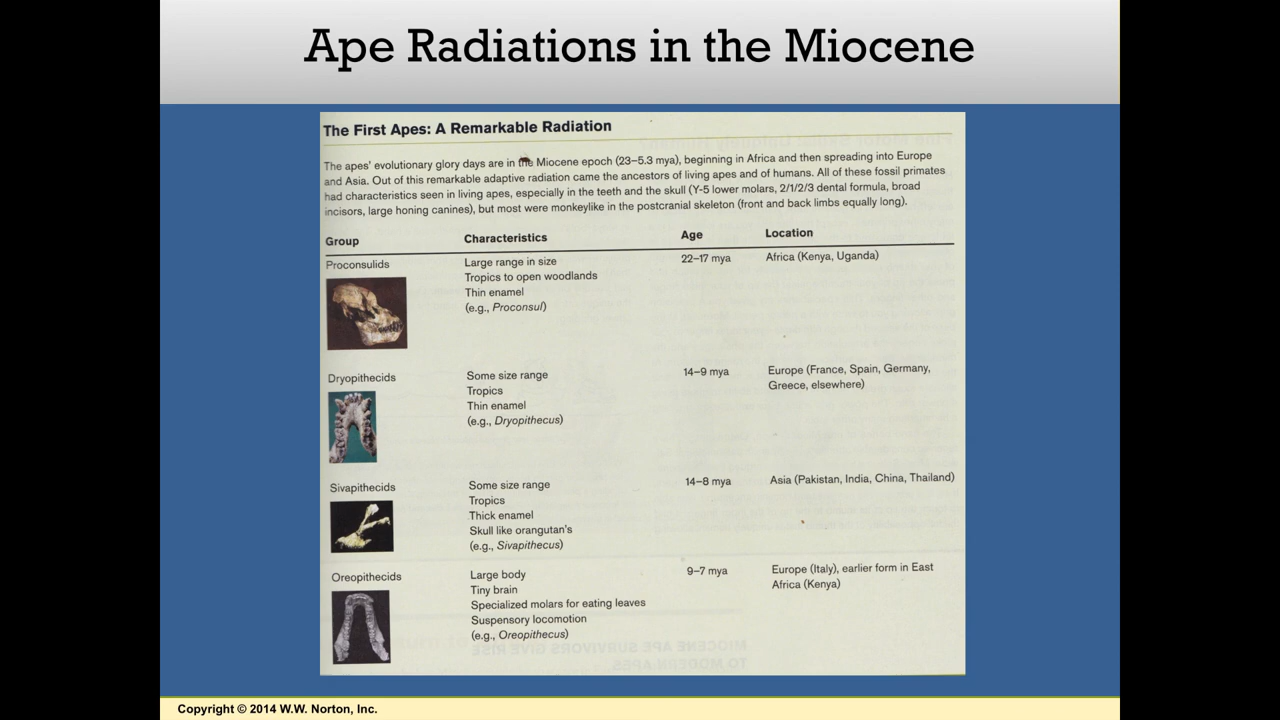 Ape Radiations in the Miocene
The First Apes: A Remarkable Radiation
The apes' evolutionary glory days are in the Miocene epoch (23–5.3 mya), beginning in Africa and then spreading into Europe
and Asia. Out of this remarkable adaptive radiation came the ancestors of living apes and of humans. All of these fossil primates
had characteristics seen in living apes, especially in the teeth and the skull (Y-5 lower molars, 2/1/2/3 dental formula, broad
incisors, large honing canines), but most were monkeylike in the postcranial skeleton (front and back limbs equally long).
Group Characteristics Age Location
Proconsulids Large range in size 22–17 mya Africa (Kenya, Uganda)
Tropics to open woodlands
Thin enamel
(e.g., Proconsul)
Dryopithecids Some size range 14–9 mya Europe (France, Spain, Germany,
Tropics Greece, elsewhere)
Thin enamel
(e.g., Dryopithecus)
Sivapithecids Some size range 14–8 mya Asia (Pakistan, India, China, Thailand)
Tropics
Thick enamel
Skull like orangutan's
(e.g., Sivapithecus)
Oreopithecids Large body 9–7 mya Europe (Italy), earlier form in East
Tiny brain Africa (Kenya)
Specialized molars for eating leaves
Suspensory locomotion
(e.g., Oreopithecus)
MIOCENE APE SURVIVORS GIVE RISE
TO MODERN APES
Copyright © 2014 W.W. Norton, Inc.